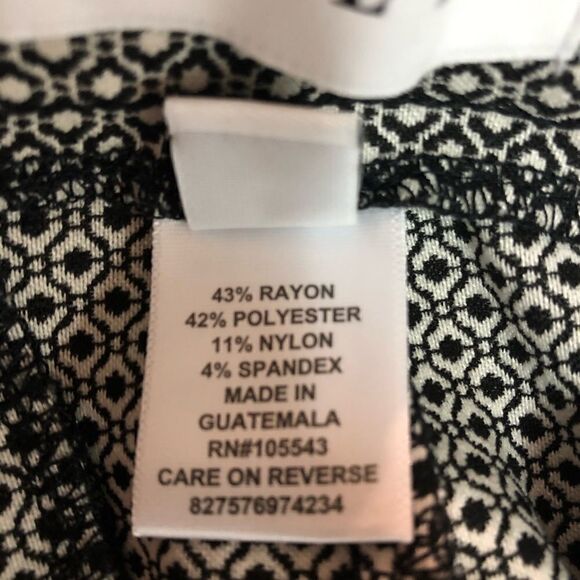 43% RAYON
42% POLYESTER
11% NYLON
4% SPANDEX
MADE IN
GUATEMALA
RN#105543
CARE ON REVERSE
827576974234